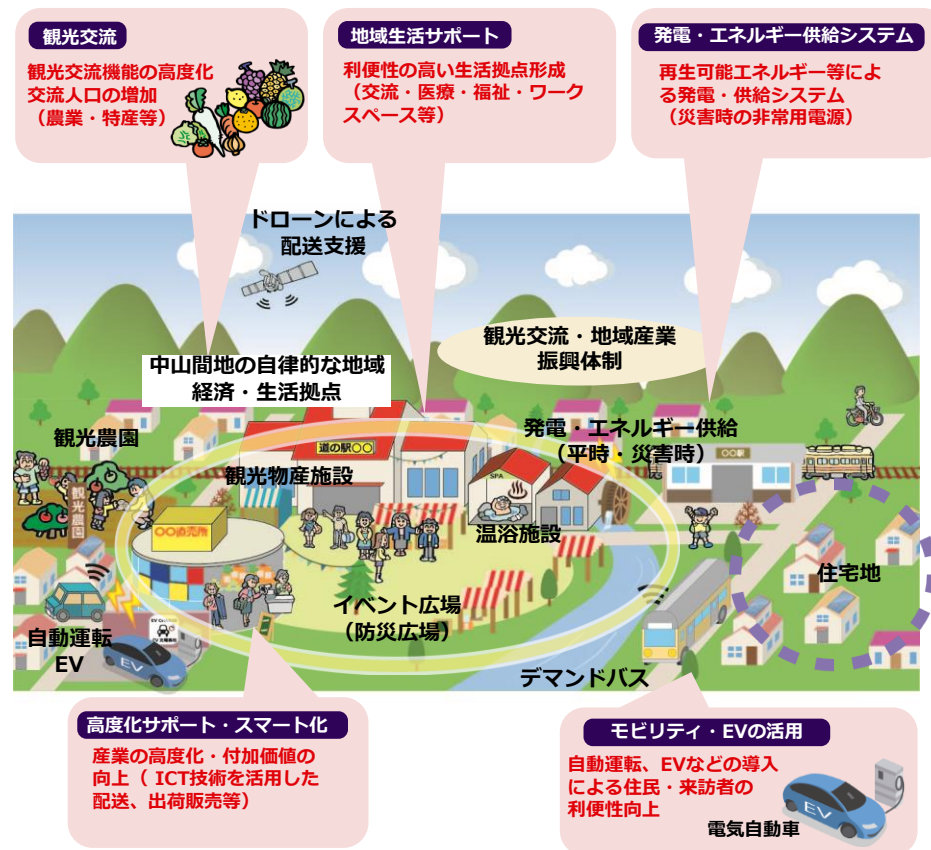 観光交流
観光交流機能の高度化
交流人口の増加
（農業・特産等）
地域生活サポート
利便性の高い生活拠点形成
（交流・医療・福祉・ワーク
スペース等）
発電・エネルギー供給システム
再生可能エネルギー等によ
る発電・供給システム
（災害時の非常用電源）
ドローンによる
配送支援
観光交流・地域産業
振興体制
中山間地の自律的な地域
経済・生活拠点
観光農園
道の駅〇〇
観光物産施設
発電・エネルギー供給
（平時・災害時）
〇〇駅
SPA
観光農園
〇〇直売所
温浴施設
住宅地
イベント広場
（防災広場）
自動運転
EV
EV
デマンドバス
高度化サポート・スマート化
産業の高度化・付加価値の
向上（ ICT技術を活用した
配送、出荷販売等）
モビリティ・EVの活用
自動運転、EVなどの導入
による住民・来訪者の
利便性向上
EV
電気自動車